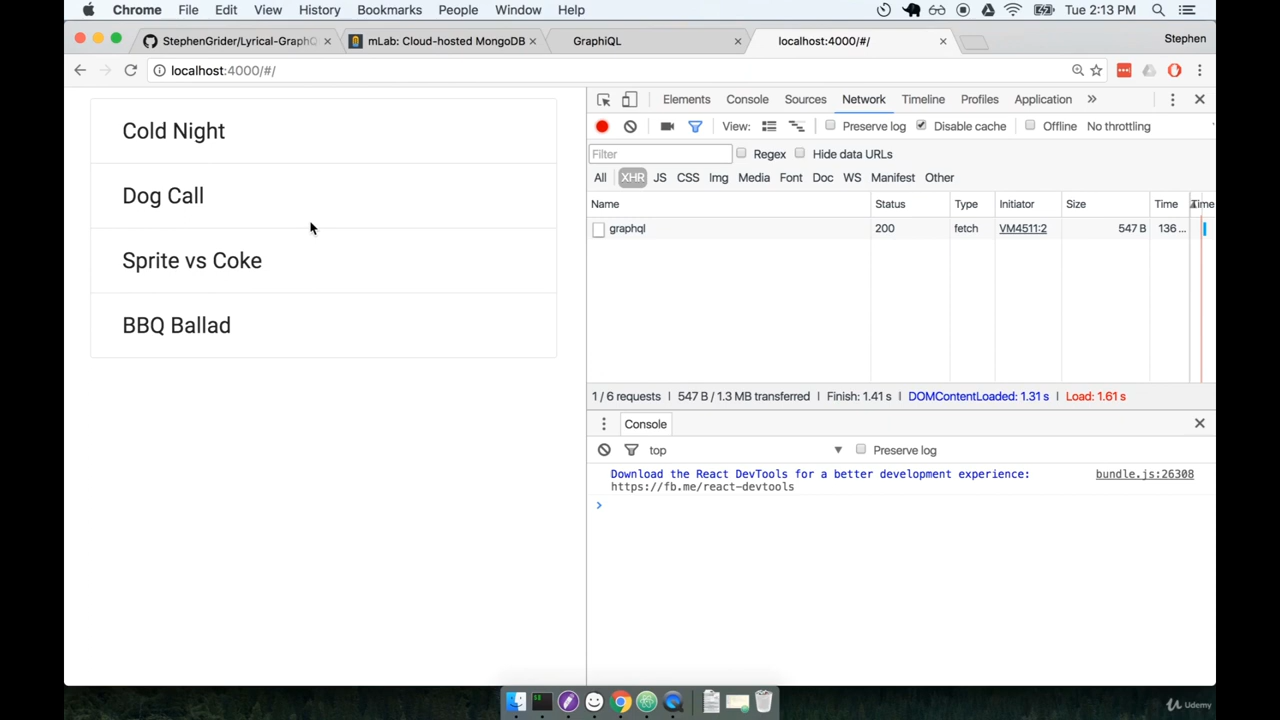 Chrome File Edit View History Bookmarks People Window Help Tue 2:13 PM
StephenGrider/Lyrical-GraphQ mLab: Cloud-hosted MongoDB GraphiQL localhost:4000/#/ Stephen
localhost:4000/#/
Cold Night
Dog Call
Sprite vs Coke
BBQ Ballad
Elements Console Sources Network Timeline Profiles Application »
View: Preserve log Disable cache Offline No throttling
Filter Regex Hide data URLs
All XHR JS CSS Img Media Font Doc WS Manifest Other
Name Status Type Initiator Size Time Time
graphql 200 fetch VM4511:2 547 B 136...
1 / 6 requests | 547 B / 1.3 MB transferred | Finish: 1.41 s | DOMContentLoaded: 1.31 s | Load: 1.61 s
Console
top Preserve log
Download the React DevTools for a better development experience: bundle.js:26308
https://fb.me/react-devtools
Udemy